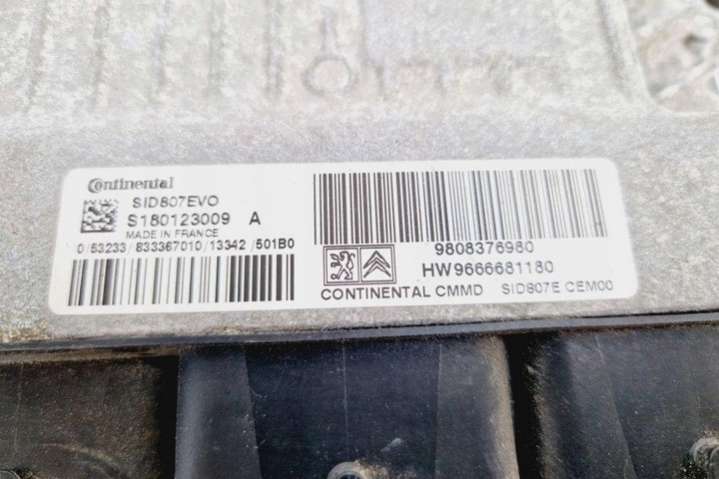 Continental
SID807EVO
S180123009 A
MADE IN FRANCE
0/53233/833367010/13342/501B0
9808376980
HW9666681180
CONTINENTAL CMMD SID807E CEM00